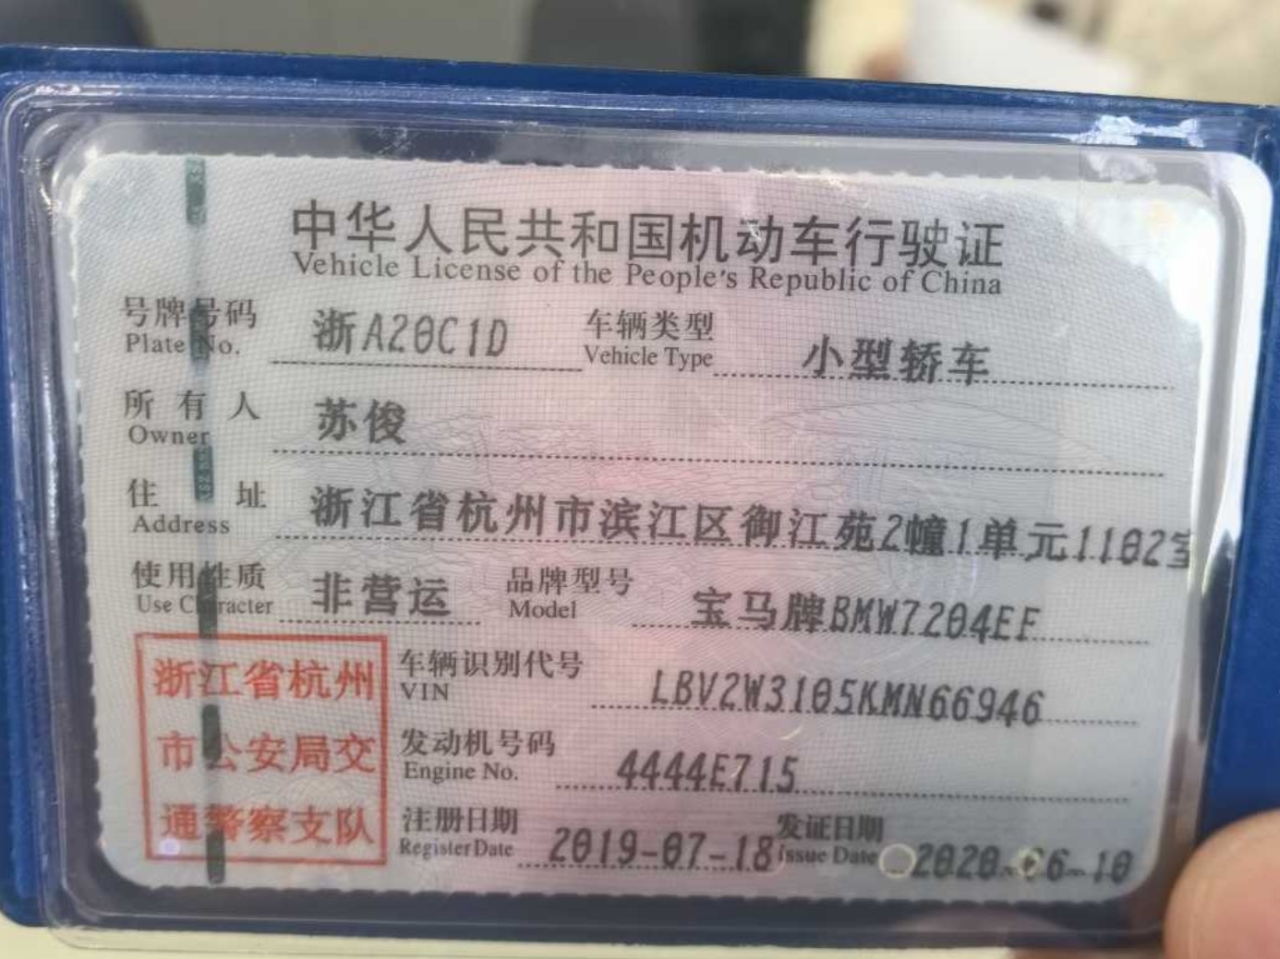 中华人民共和国机动车行驶证
Vehicle License of the People's Republic of China
号牌号码 浙A20C1D 车辆类型 小型轿车
Plate No. Vehicle Type
所有人 苏俊
Owner
住址 浙江省杭州市滨江区御江苑2幢1单元1102室
Address
使用性质 非营运 品牌型号 宝马牌BMW7204EF
Use Character Model
浙江省杭州
市公安局交
通警察支队
车辆识别代号 LBV2W3105KMN66946
VIN
发动机号码 4444E715
Engine No.
注册日期 2019-07-18 发证日期 2020-06-10
Register Date Issue Date